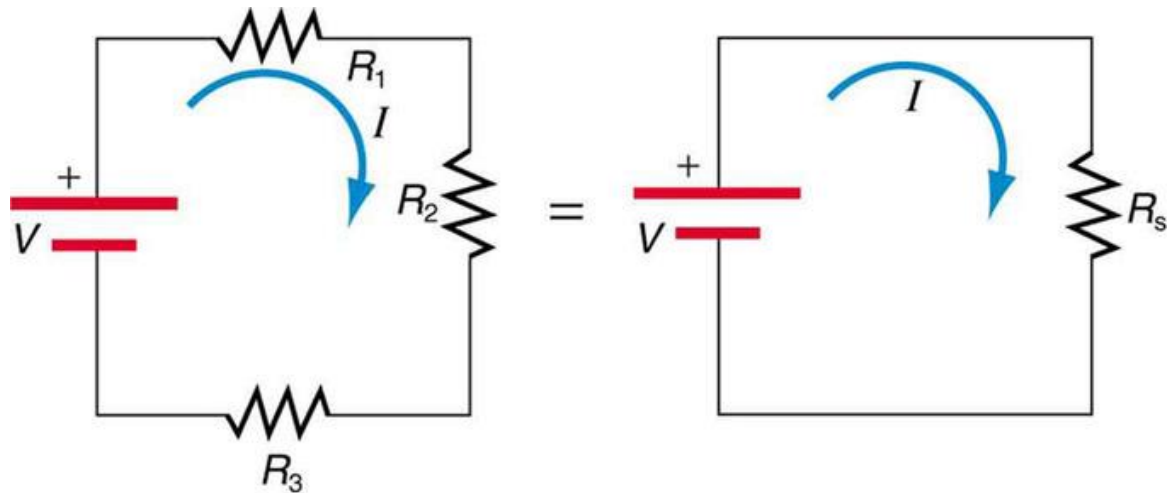 R1
I
+
V
R2
R3
=
I
+
V
Rs